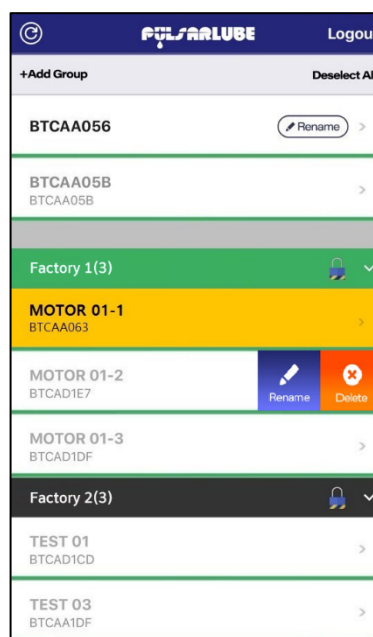 PULSARLUBE Logou
+Add Group Deselect Al
BTCAA056 Rename
BTCAA05B
BTCAA05B
Factory 1(3)
MOTOR 01-1
BTCAA063
MOTOR 01-2
BTCAD1E7
Rename Delete
MOTOR 01-3
BTCAD1DF
Factory 2(3)
TEST 01
BTCAD1CD
TEST 03
BTCAA1DF